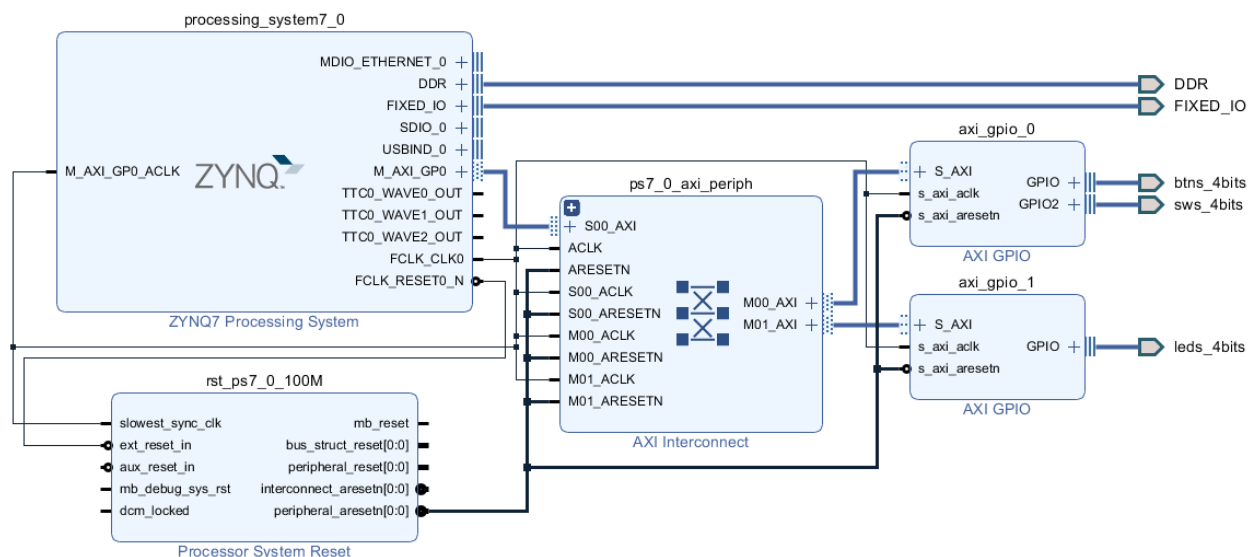 processing_system7_0
MDIO_ETHERNET_0
DDR
FIXED_IO
SDIO_0
USBIND_0
M_AXI_GP0
TTC0_WAVE0_OUT
TTC0_WAVE1_OUT
TTC0_WAVE2_OUT
FCLK_CLK0
FCLK_RESET0_N
M_AXI_GP0_ACLK
ZYNQ
ZYNQ7 Processing System
rst_ps7_0_100M
slowest_sync_clk
ext_reset_in
aux_reset_in
mb_debug_sys_rst
dcm_locked
mb_reset
bus_struct_reset[0:0]
peripheral_reset[0:0]
interconnect_aresetn[0:0]
peripheral_aresetn[0:0]
Processor System Reset
ps7_0_axi_periph
S00_AXI
ACLK
ARESETN
S00_ACLK
S00_ARESETN
M00_ACLK
M00_ARESETN
M01_ACLK
M01_ARESETN
M00_AXI
M01_AXI
AXI Interconnect
axi_gpio_0
S_AXI
s_axi_aclk
s_axi_aresetn
GPIO
GPIO2
AXI GPIO
axi_gpio_1
S_AXI
s_axi_aclk
s_axi_aresetn
GPIO
AXI GPIO
DDR
FIXED_IO
btns_4bits
sws_4bits
leds_4bits